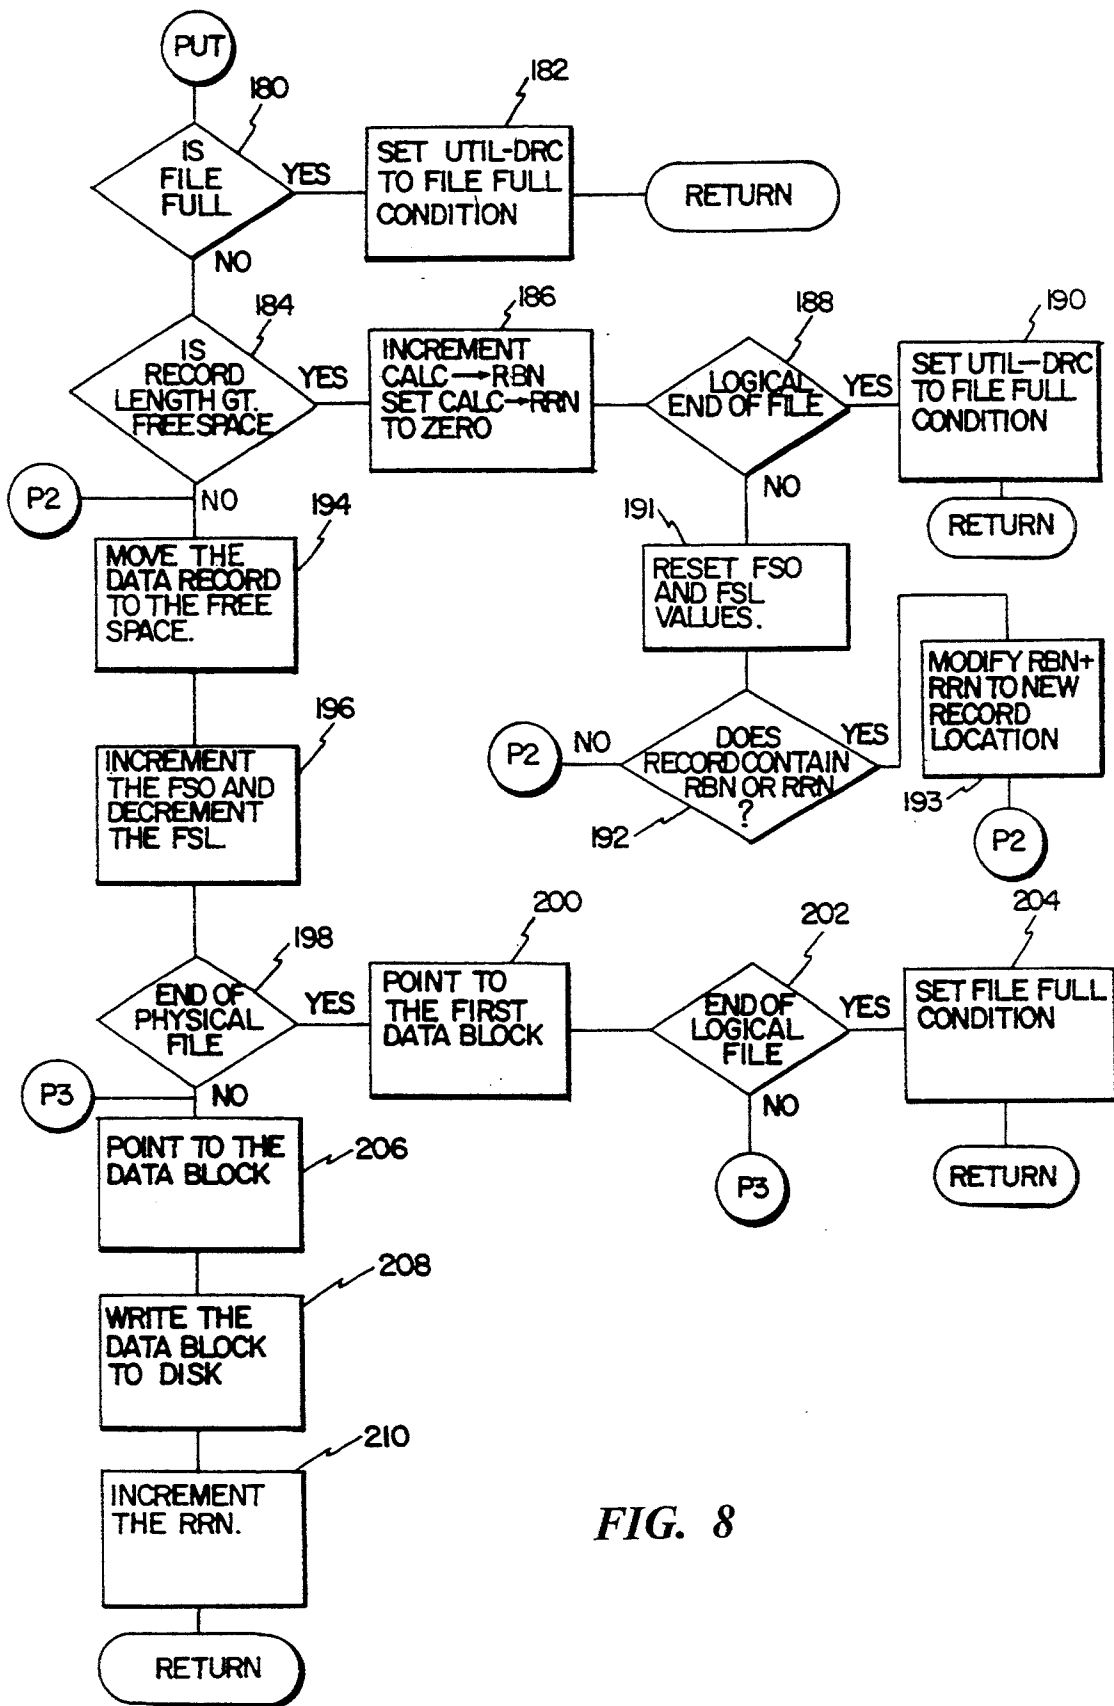 PUT
180
IS
FILE
FULL
YES
182
SET UTIL-DRC
TO FILE FULL
CONDITION
RETURN
NO
184
IS
RECORD
LENGTH GT.
FREE SPACE
YES
186
INCREMENT
CALC→RBN
SET CALC→RRN
TO ZERO
188
LOGICAL
END OF FILE
YES
190
SET UTIL-DRC
TO FILE FULL
CONDITION
RETURN
NO
P2
NO
191
RESET FSO
AND FSL
VALUES.
194
MOVE THE
DATA RECORD
TO THE FREE
SPACE.
P2
NO
DOES
RECORD CONTAIN
RBN OR RRN
?
192
YES
MODIFY RBN+
RRN TO NEW
RECORD
LOCATION
193
P2
196
INCREMENT
THE FSO AND
DECREMENT
THE FSL.
198
END OF
PHYSICAL
FILE
YES
200
POINT TO
THE FIRST
DATA BLOCK
202
END OF
LOGICAL
FILE
YES
204
SET FILE FULL
CONDITION
RETURN
NO
P3
P3
NO
206
POINT TO THE
DATA BLOCK
208
WRITE THE
DATA BLOCK
TO DISK
210
INCREMENT
THE RRN.
RETURN
FIG. 8